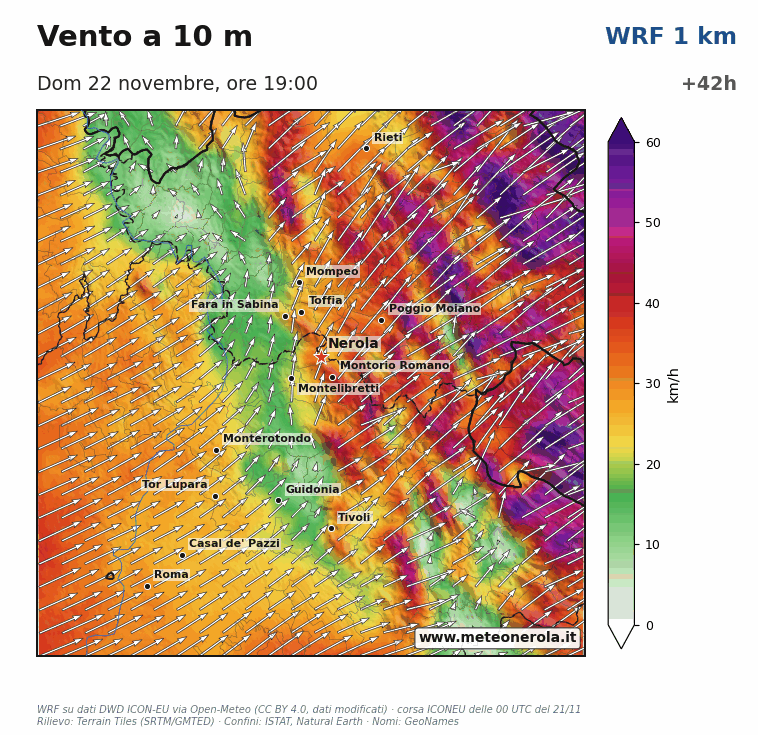 Vento a 10 m
WRF 1 km
Dom 22 novembre, ore 19:00
+42h
Rieti
Mompeo
Fara in Sabina
Toffia
Poggio Moiano
Nerola
Montorio Romano
Montelibretti
Monterotondo
Tor Lupara
Guidonia
Tivoli
Casal de' Pazzi
Roma
www.meteonerola.it
60
50
40
30
20
10
0
km/h
WRF su dati DWD ICON-EU via Open-Meteo (CC BY 4.0, dati modificati) · corsa ICONEU delle 00 UTC del 21/11
Rilievo: Terrain Tiles (SRTM/GMTED) · Confini: ISTAT, Natural Earth · Nomi: GeoNames